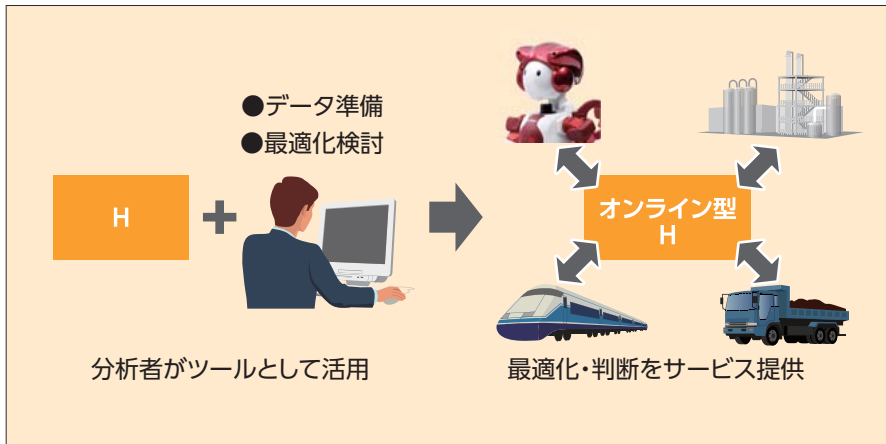 ●データ準備
●最適化検討
H
オンライン型
H
分析者がツールとして活用
最適化・判断をサービス提供